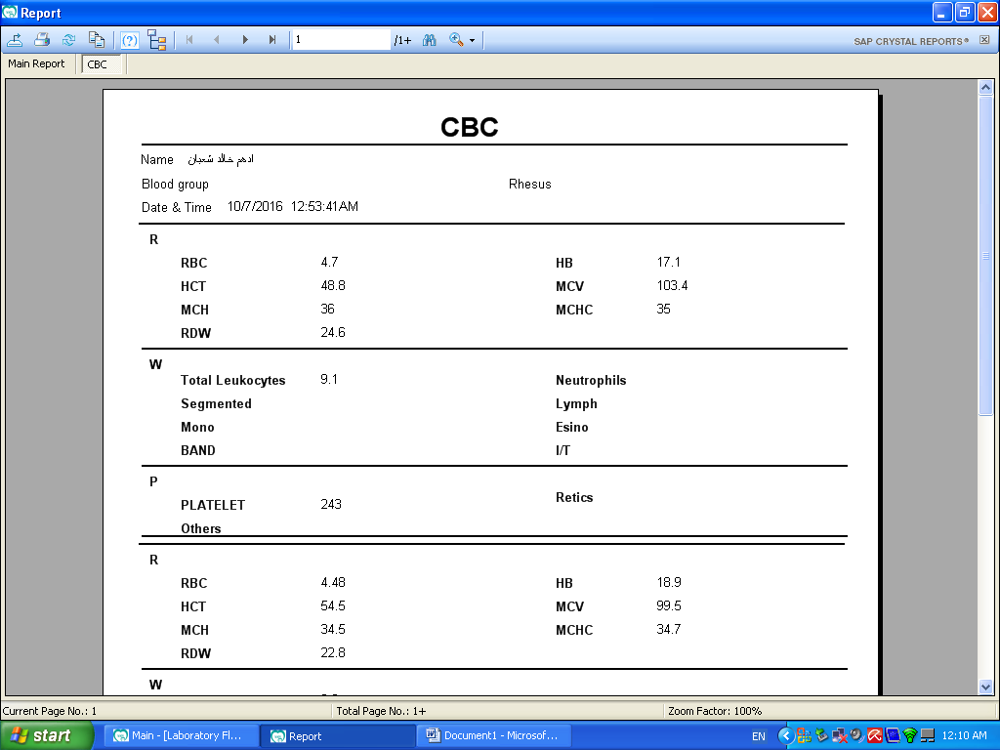 Report
1 /1+ SAP CRYSTAL REPORTS®
Main Report CBC
CBC
Name ادهم خالد شعبان
Blood group Rhesus
Date & Time 10/7/2016 12:53:41AM
R
RBC 4.7 HB 17.1
HCT 48.8 MCV 103.4
MCH 36 MCHC 35
RDW 24.6
W
Total Leukocytes 9.1 Neutrophils
Segmented Lymph
Mono Esino
BAND I/T
P
PLATELET 243 Retics
Others
R
RBC 4.48 HB 18.9
HCT 54.5 MCV 99.5
MCH 34.5 MCHC 34.7
RDW 22.8
W
Current Page No.: 1 Total Page No.: 1+ Zoom Factor: 100%
start Main - [Laboratory Fl... Report Document1 - Microsof... EN 12:10 AM